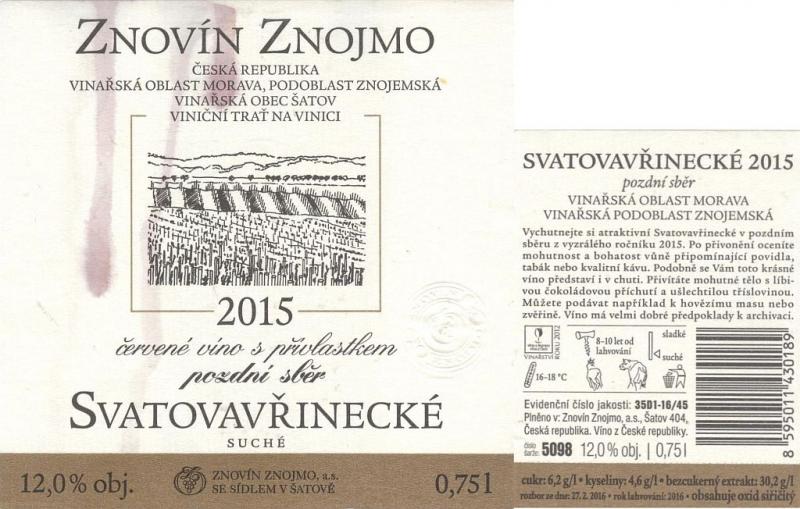 ZNOVÍN ZNOJMO
ČESKÁ REPUBLIKA
VINAŘSKÁ OBLAST MORAVA, PODOBLAST ZNOJEMSKÁ
VINAŘSKÁ OBEC ŠATOV
VINIČNÍ TRAŤ NA VINICI
2015
červené víno s přívlastkem
pozdní sběr
SVATOVAVŘINECKÉ
SUCHÉ
12,0 % obj.
ZNOVÍN ZNOJMO, a.s.
SE SÍDLEM V ŠATOVĚ
0,75 l
SVATOVAVŘINECKÉ 2015
pozdní sběr
VINAŘSKÁ OBLAST MORAVA
VINAŘSKÁ PODOBLAST ZNOJEMSKÁ
Vychutnejte si atraktivní Svatovavřinecké v pozdním
sběru z vyzrálého ročníku 2015. Po přivonění oceníte
mohutnost a bohatost vůně připomínající povidla,
tabák nebo kvalitní kávu. Podobně se Vám toto krásné
víno představí i v chuti. Přivítáte mohutné tělo s líbi-
vou čokoládovou příchutí a ušlechtilou tříslovinou.
Můžete podávat například k hovězímu masu nebo
zvěřině. Víno má velmi dobré předpoklady k archivaci.
VINAŘSTVÍ
ROKU 2012
8–10 let od
lahvování
sladké
suché
16–18 °C
Evidenční číslo jakosti: 35D1-16/45
Plněno v: Znovín Znojmo, a.s., Šatov 404,
Česká republika. Víno z České republiky.
číslo
šarže: 5098 12,0 % obj. 0,75 l
8 595011 430189
cukr: 6,2 g/l • kyseliny: 4,6 g/l • bezcukerný extrakt: 30,2 g/l
rozbor ze dne: 27. 2. 2016 • rok lahvování: 2016 • obsahuje oxid siřičitý